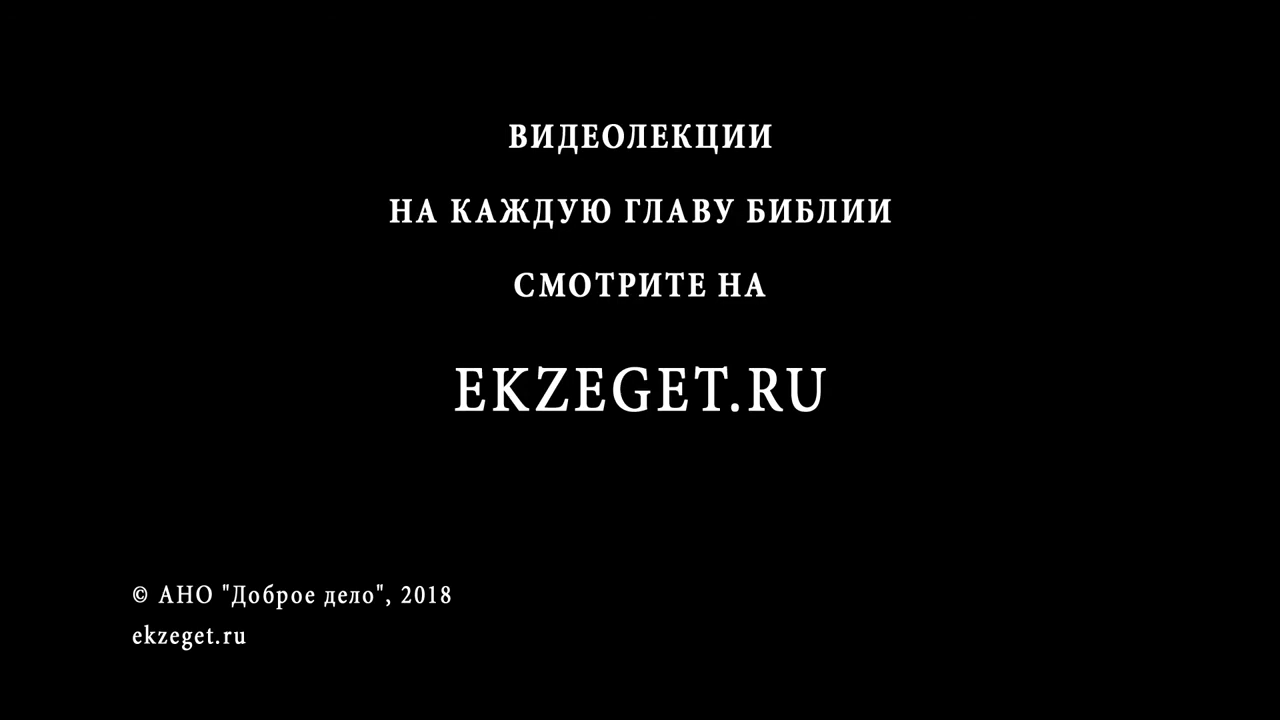 ВИДЕОЛЕКЦИИ
НА КАЖДУЮ ГЛАВУ БИБЛИИ
СМОТРИТЕ НА
EKZEGET.RU
© АНО "Доброе дело", 2018
ekzeget.ru